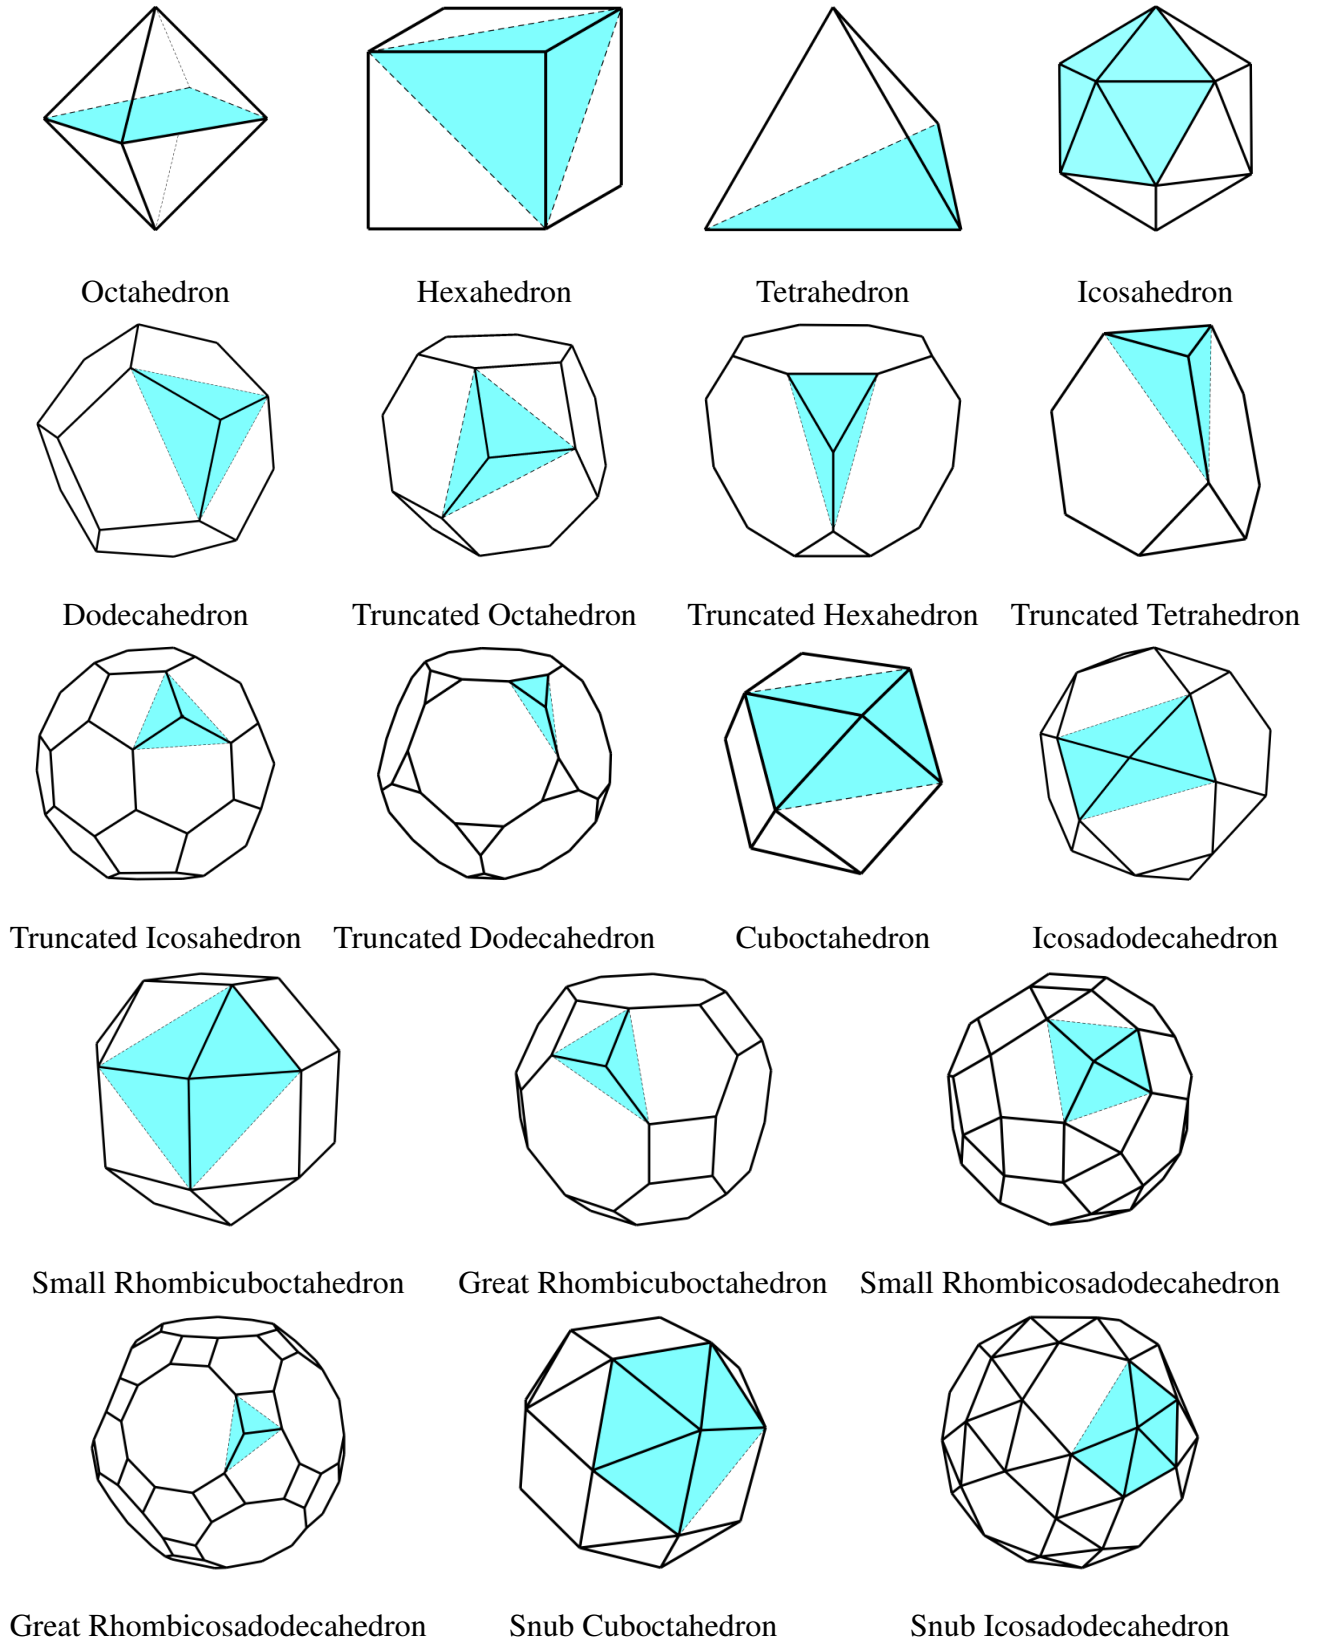 Octahedron Hexahedron Tetrahedron Icosahedron
Dodecahedron Truncated Octahedron Truncated Hexahedron Truncated Tetrahedron
Truncated Icosahedron Truncated Dodecahedron Cuboctahedron Icosadodecahedron
Small Rhombicuboctahedron Great Rhombicuboctahedron Small Rhombicosadodecahedron
Great Rhombicosadodecahedron Snub Cuboctahedron Snub Icosadodecahedron